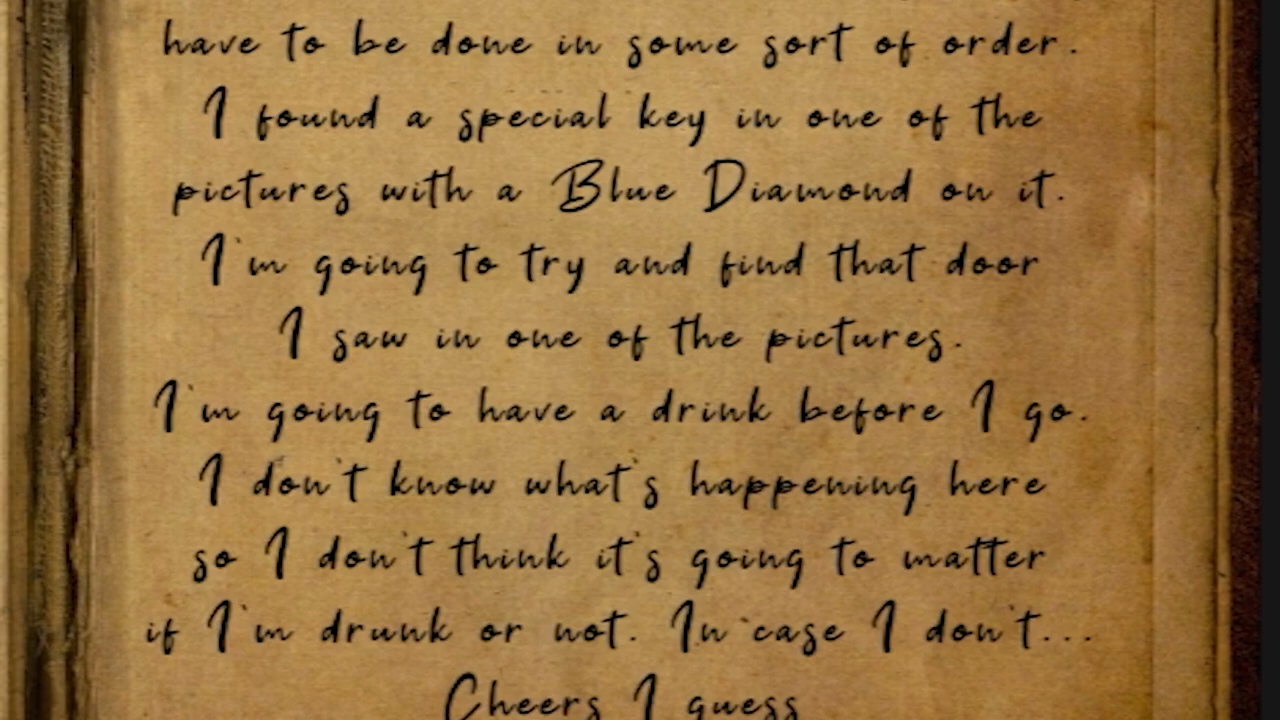 have to be done in some sort of order.
I found a special key in one of the
pictures with a Blue Diamond on it.
I'm going to try and find that door
I saw in one of the pictures.
I'm going to have a drink before I go.
I don't know what's happening here
so I don't think it's going to matter
if I'm drunk or not. In case I don't...
Cheers I guess